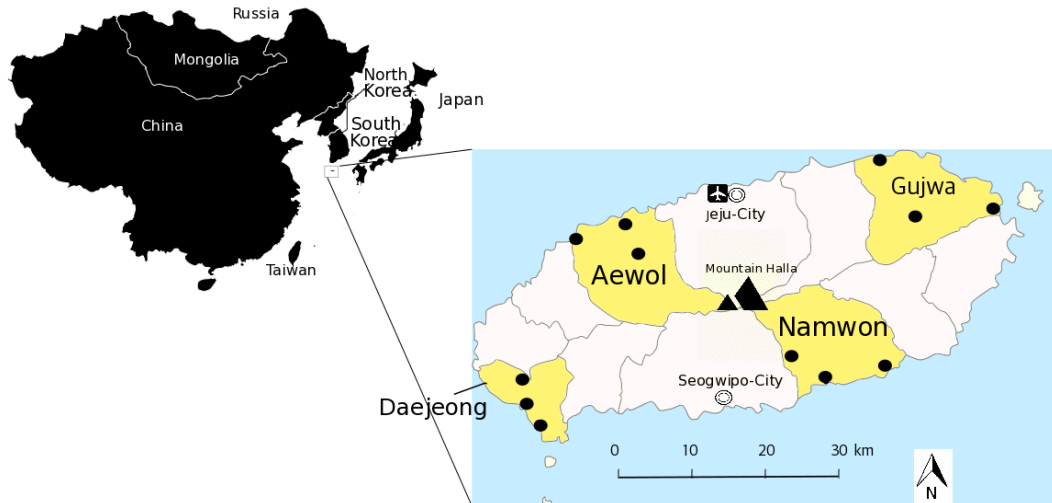 Russia
Mongolia
North
Korea
Japan
China
South
Korea
Taiwan
Gujwa
Jeju-City
Aewol
Mountain Halla
Namwon
Seogwipo-City
Daejeong
0 10 20 30 km
N